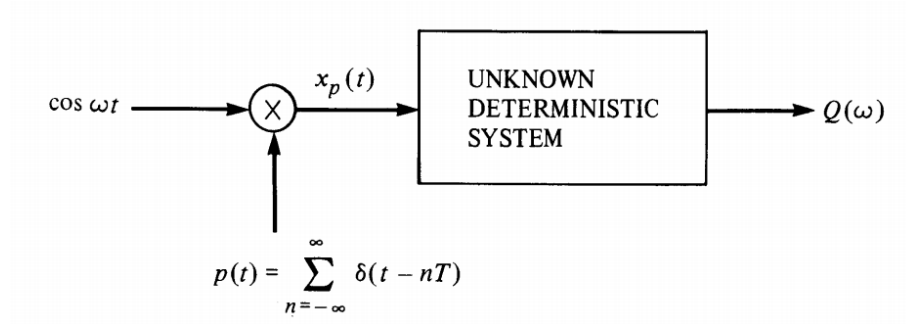 cos ωt
×
x_p(t)
UNKNOWN
DETERMINISTIC
SYSTEM
Q(ω)
p(t) = ∑_{n=-∞}^{∞} δ(t - nT)